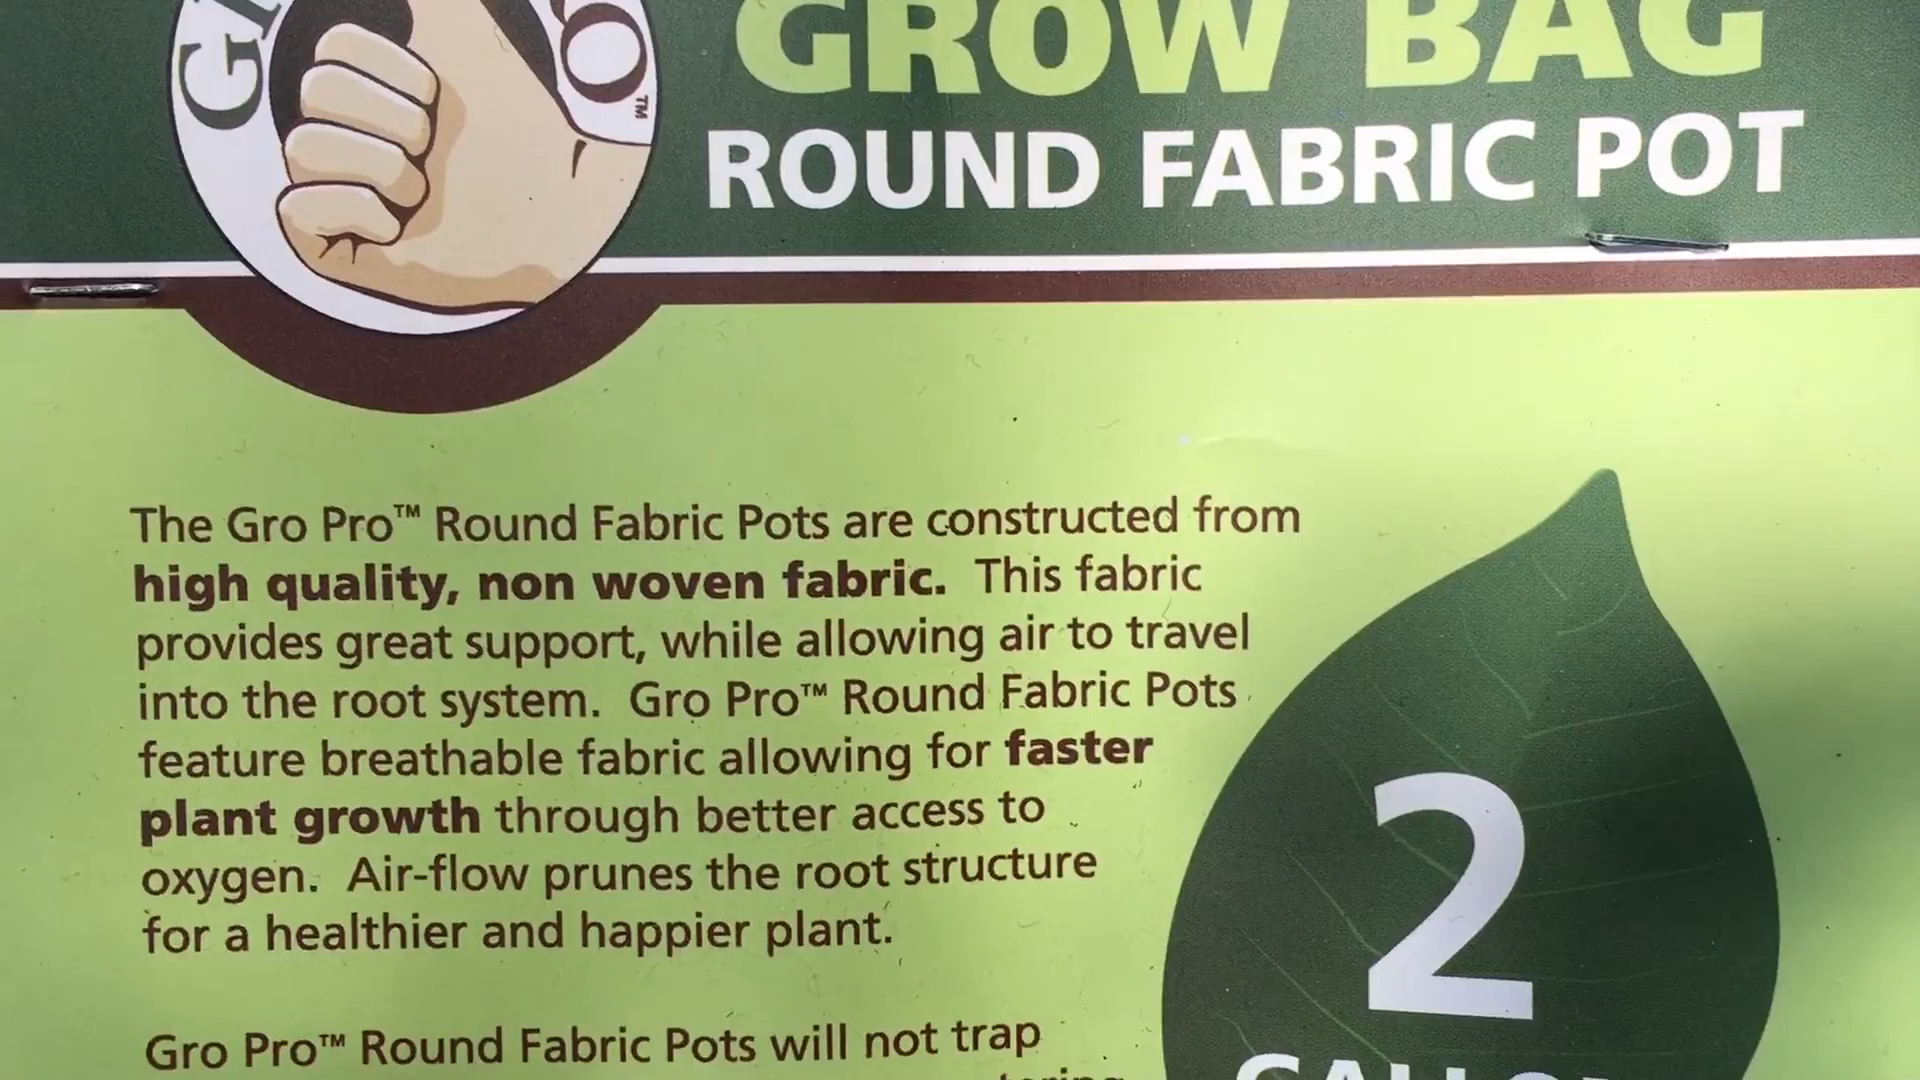 GROW BAG
ROUND FABRIC POT
The Gro Pro™ Round Fabric Pots are constructed from
high quality, non woven fabric. This fabric
provides great support, while allowing air to travel
into the root system. Gro Pro™ Round Fabric Pots
feature breathable fabric allowing for faster
plant growth through better access to
oxygen. Air-flow prunes the root structure
for a healthier and happier plant.
Gro Pro™ Round Fabric Pots will not trap
2